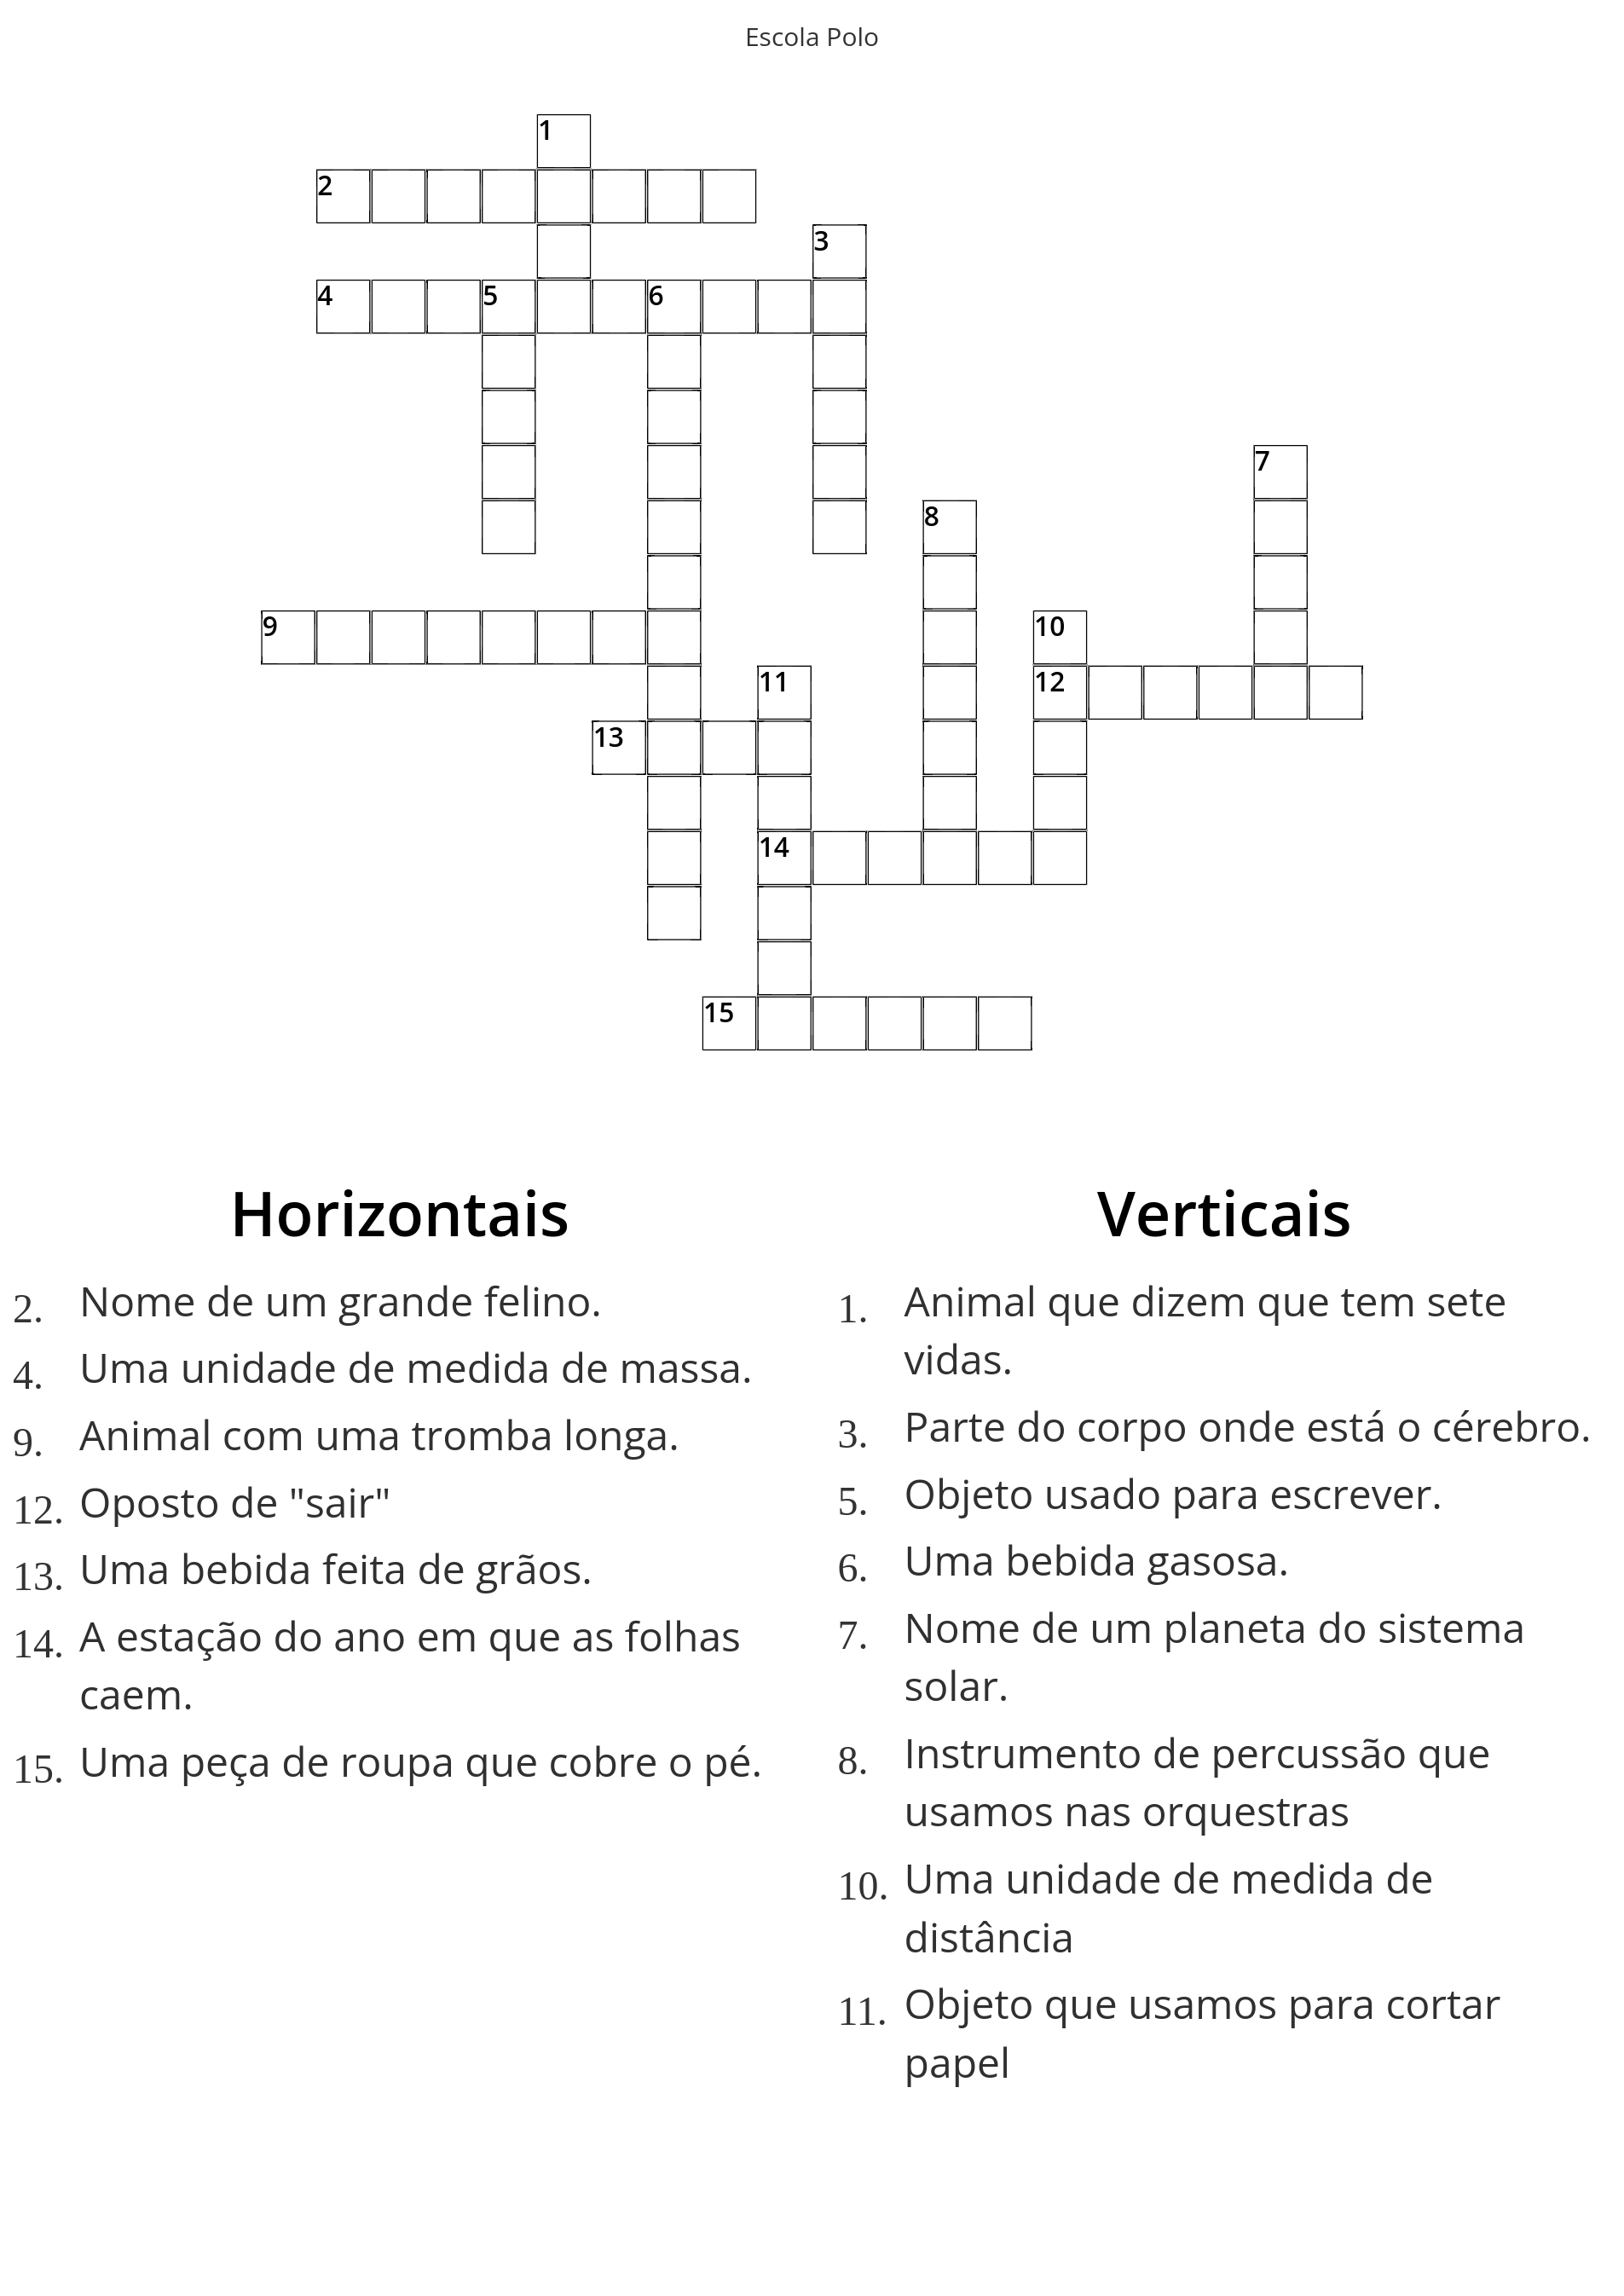 Escola Polo
1
2
3
4 5 6
7
8
9 10
11 12
13
14
15
Horizontais
2. Nome de um grande felino.
4. Uma unidade de medida de massa.
9. Animal com uma tromba longa.
12. Oposto de "sair"
13. Uma bebida feita de grãos.
14. A estação do ano em que as folhas
caem.
15. Uma peça de roupa que cobre o pé.
Verticais
1. Animal que dizem que tem sete
vidas.
3. Parte do corpo onde está o cérebro.
5. Objeto usado para escrever.
6. Uma bebida gasosa.
7. Nome de um planeta do sistema
solar.
8. Instrumento de percussão que
usamos nas orquestras
10. Uma unidade de medida de
distância
11. Objeto que usamos para cortar
papel